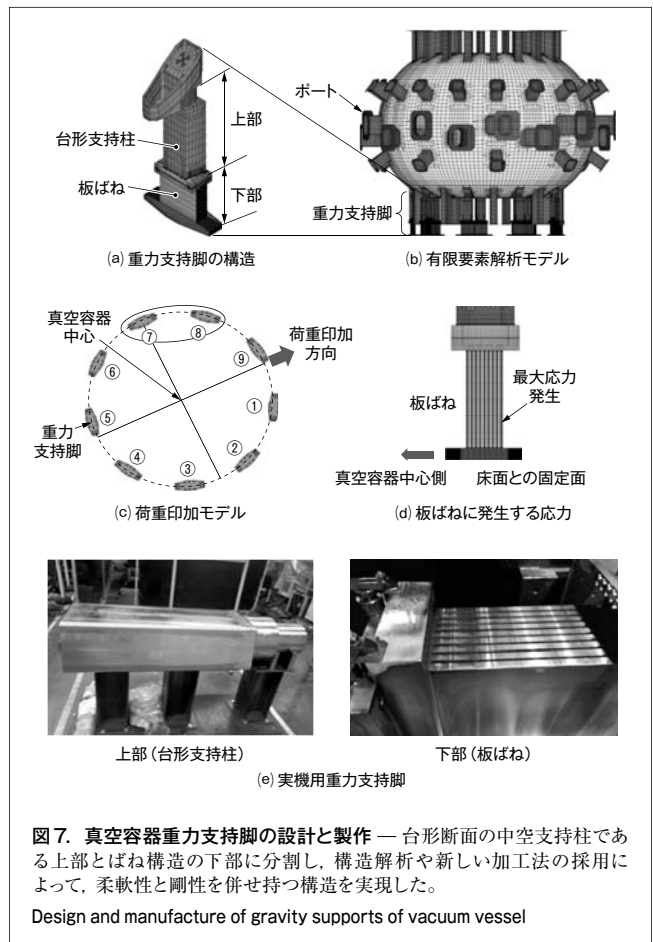 ポート
上部
台形支持柱
板ばね
下部
重力支持脚
(a) 重力支持脚の構造
(b) 有限要素解析モデル
真空容器
中心
荷重印加
方向
⑦
⑧
⑨
⑥
①
⑤
重力
支持脚
④
③
②
(c) 荷重印加モデル
板ばね
最大応力
発生
真空容器中心側
床面との固定面
(d) 板ばねに発生する応力
上部（台形支持柱）
下部（板ばね）
(e) 実機用重力支持脚
図7. 真空容器重力支持脚の設計と製作 — 台形断面の中空支持柱であ
る上部とばね構造の下部に分割し，構造解析や新しい加工法の採用に
よって，柔軟性と剛性を併せ持つ構造を実現した。
Design and manufacture of gravity supports of vacuum vessel